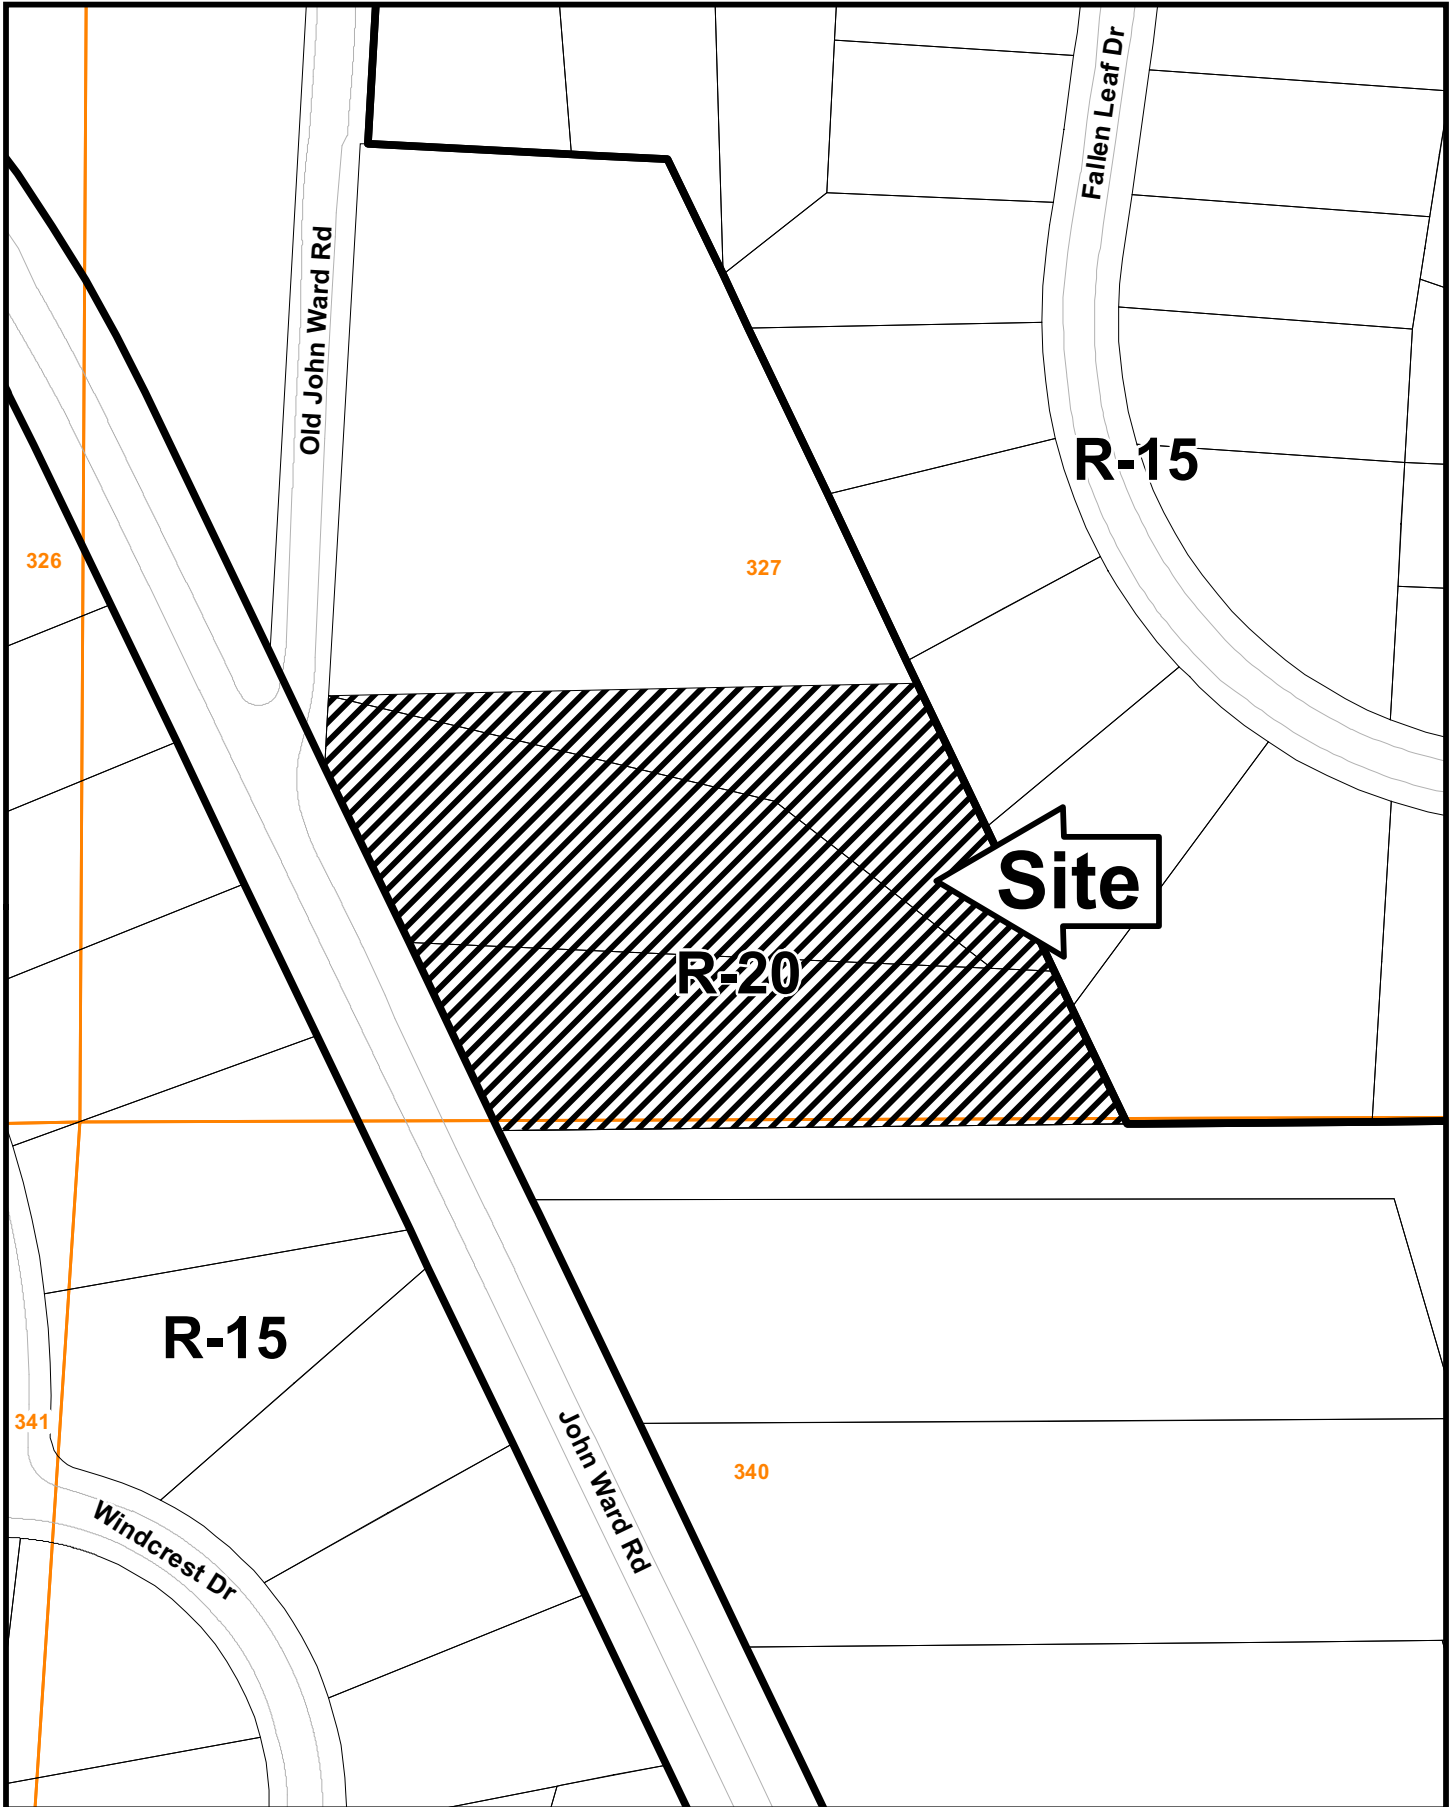 Fallen Leaf Dr
Old John Ward Rd
R-15
326
327
Site
R-20
R-15
341
John Ward Rd
340
Windcrest Dr